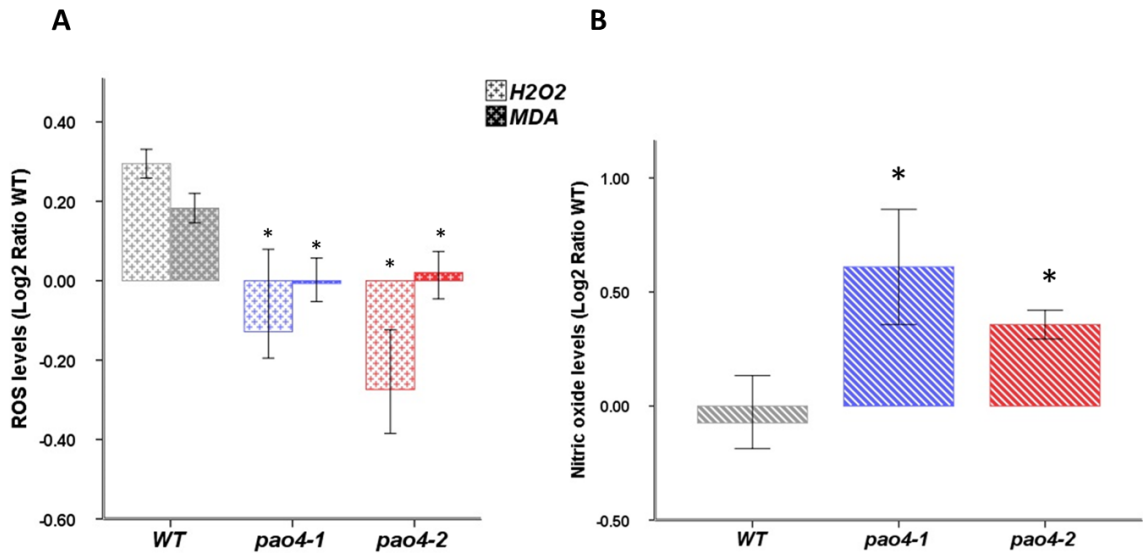 A
B
H2O2
MDA
ROS levels (Log2 Ratio WT)
0.40
0.20
0.00
-0.20
-0.40
-0.60
*
*
*
*
WT
pao4-1
pao4-2
Nitric oxide levels (Log2 Ratio WT)
1.00
0.50
0.00
-0.50
*
*
WT
pao4-1
pao4-2